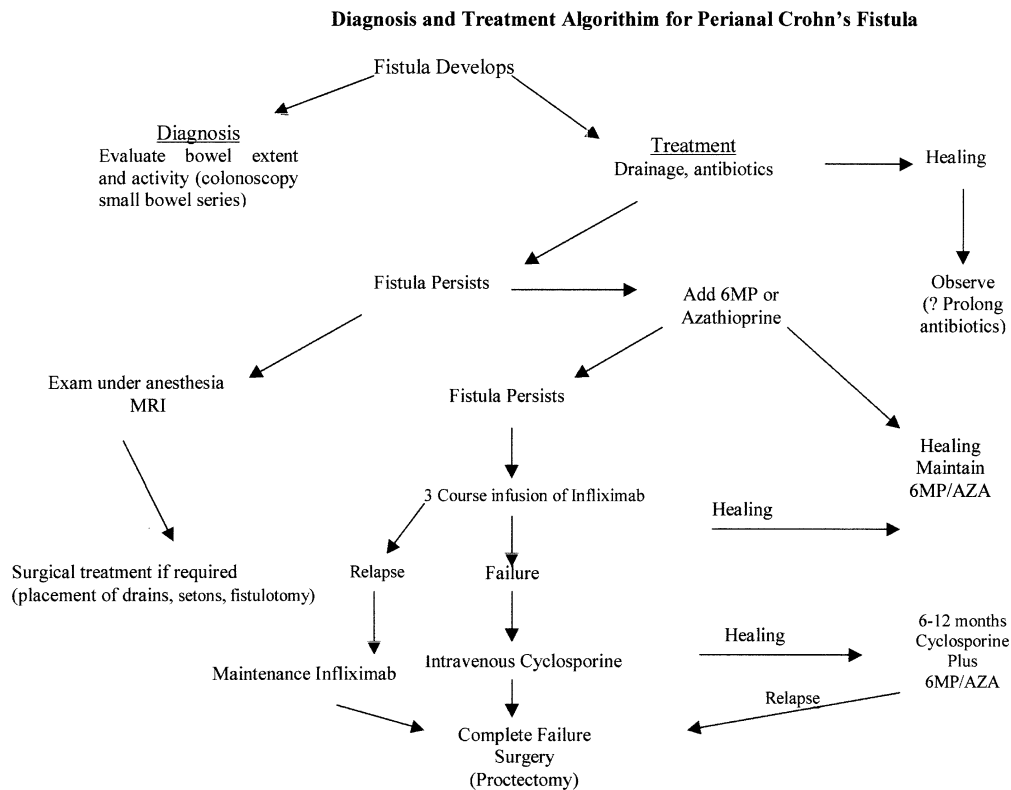 Diagnosis and Treatment Algorithim for Perianal Crohn's Fistula
Fistula Develops
Diagnosis
Evaluate bowel extent
and activity (colonoscopy
small bowel series)
Treatment
Drainage, antibiotics
Healing
Observe
(? Prolong
antibiotics)
Fistula Persists
Add 6MP or
Azathioprine
Exam under anesthesia
MRI
Fistula Persists
Healing
Maintain
6MP/AZA
3 Course infusion of Infliximab
Healing
Surgical treatment if required
(placement of drains, setons, fistulotomy)
Relapse
Failure
Maintenance Infliximab
Intravenous Cyclosporine
Healing
6-12 months
Cyclosporine
Plus
6MP/AZA
Relapse
Complete Failure
Surgery
(Proctectomy)